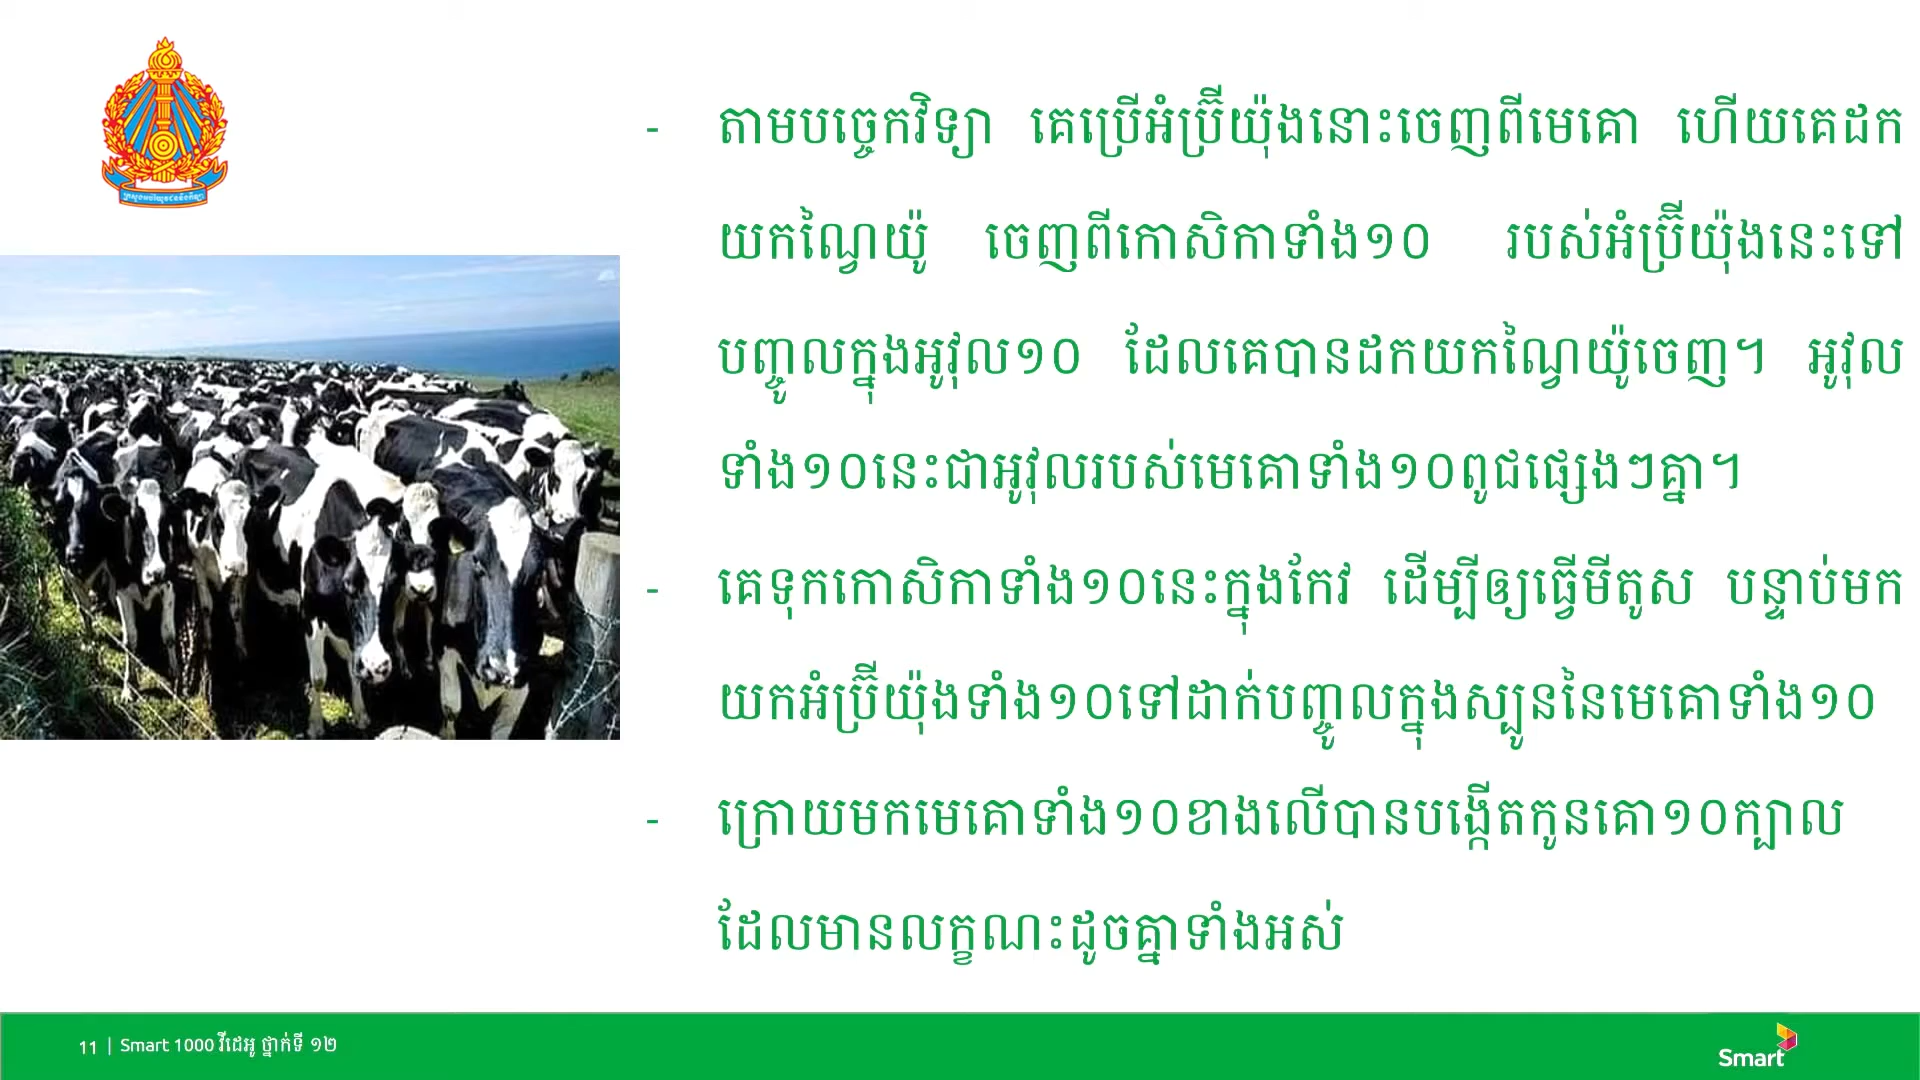 - តាមបច្ចេកវិទ្យា គេប្រើអំប្រ៊ីយ៉ុងនោះចេញពីមេគោ ហើយគេដក
យកណ្វៃយ៉ូ ចេញពីកោសិកាទាំង១០ របស់អំប្រ៊ីយ៉ុងនេះទៅ
បញ្ចូលក្នុងអូវុល១០ ដែលគេបានដកយកណ្វៃយ៉ូចេញ។ អូវុល
ទាំង១០នេះជាអូវុលរបស់មេគោទាំង១០ពូជផ្សេងៗគ្នា។
- គេទុកកោសិកាទាំង១០នេះក្នុងកែវ ដើម្បីឲ្យធ្វើមីតូស បន្ទាប់មក
យកអំប្រ៊ីយ៉ុងទាំង១០ទៅដាក់បញ្ចូលក្នុងស្បូននៃមេគោទាំង១០
- ក្រោយមកមេគោទាំង១០ខាងលើបានបង្កើតកូនគោ១០ក្បាល
ដែលមានលក្ខណះដូចគ្នាទាំងអស់
11 | Smart 1000 វីដេអូ ថ្នាក់ទី ១២
Smart